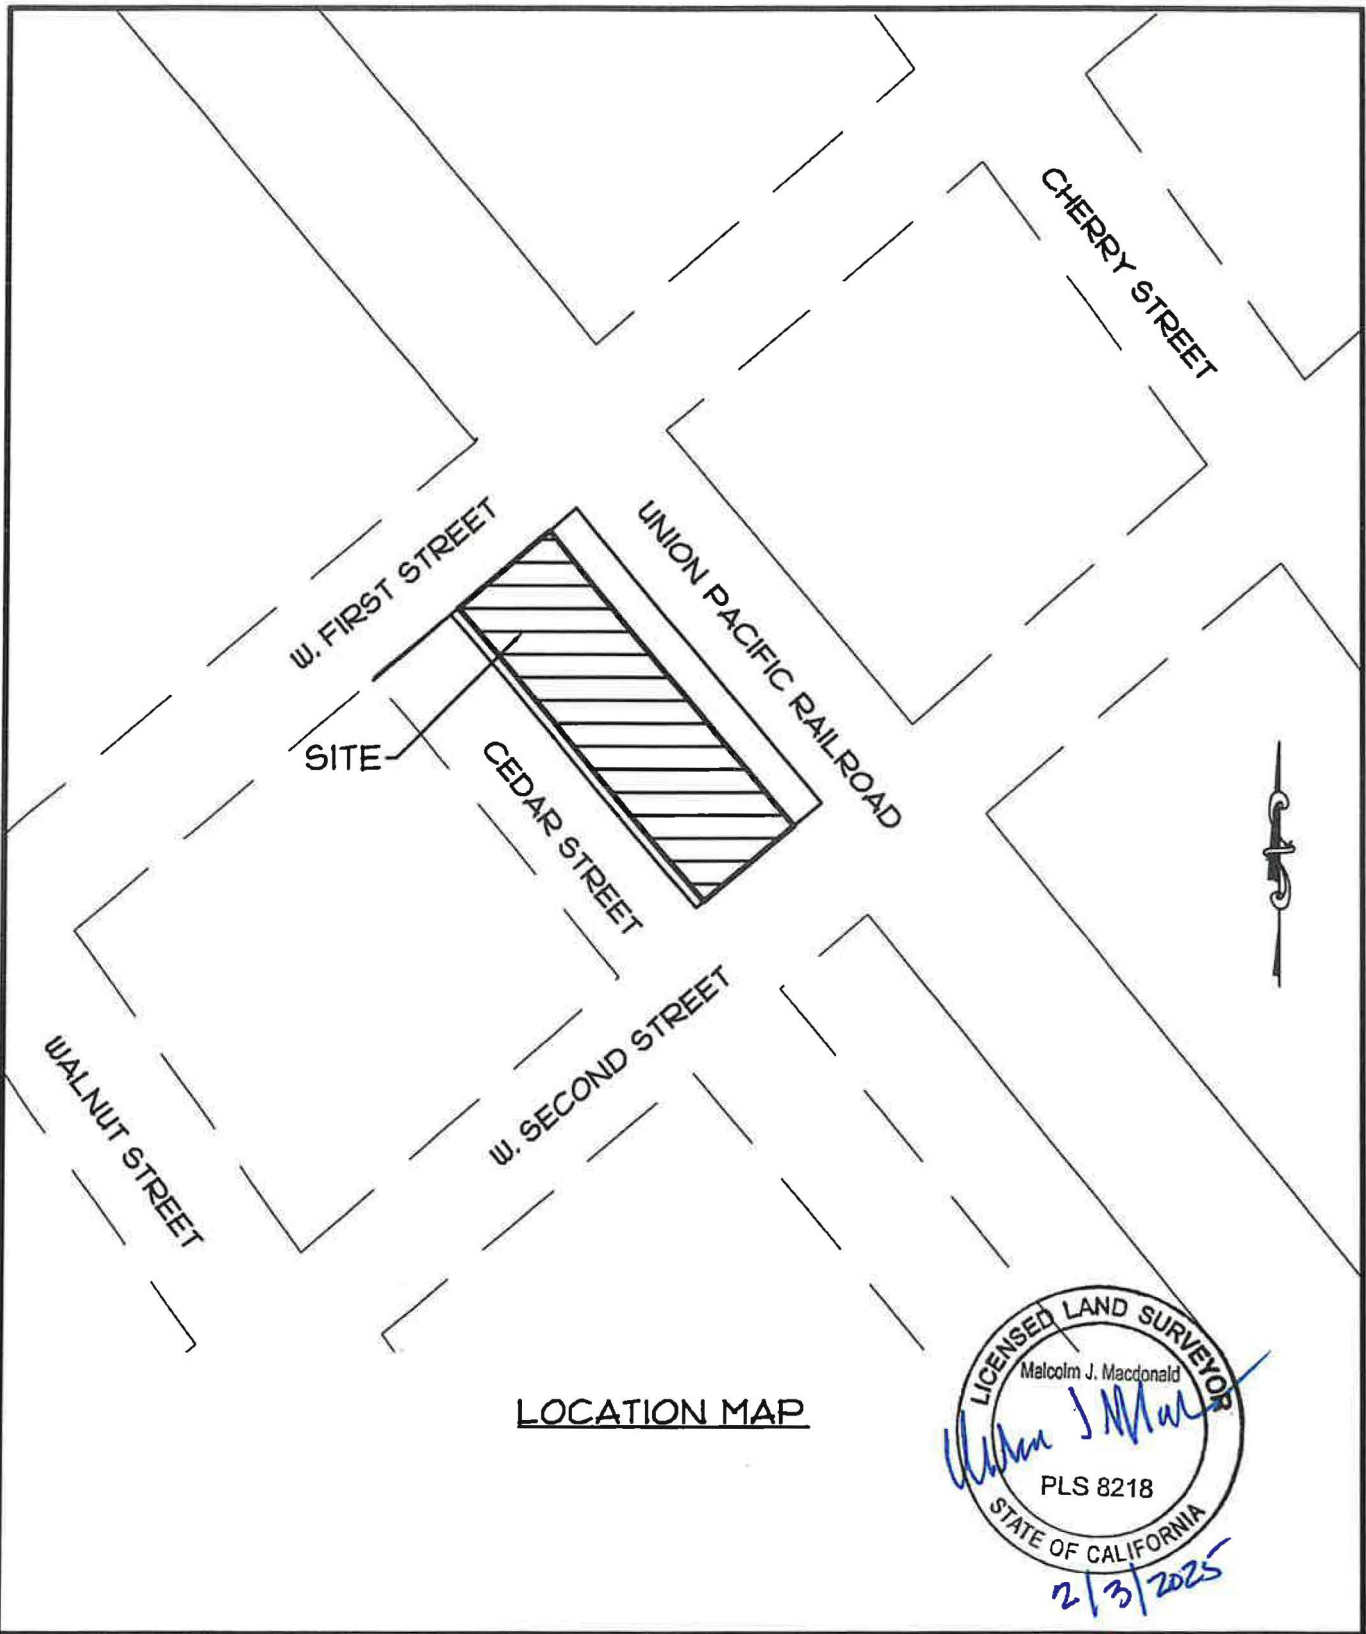 CHERRY STREET
UNION PACIFIC RAILROAD
W. FIRST STREET
SITE
CEDAR STREET
W. SECOND STREET
WALNUT STREET
LOCATION MAP
LICENSED LAND SURVEYOR
Malcolm J. Macdonald
PLS 8218
STATE OF CALIFORNIA
2/3/2025